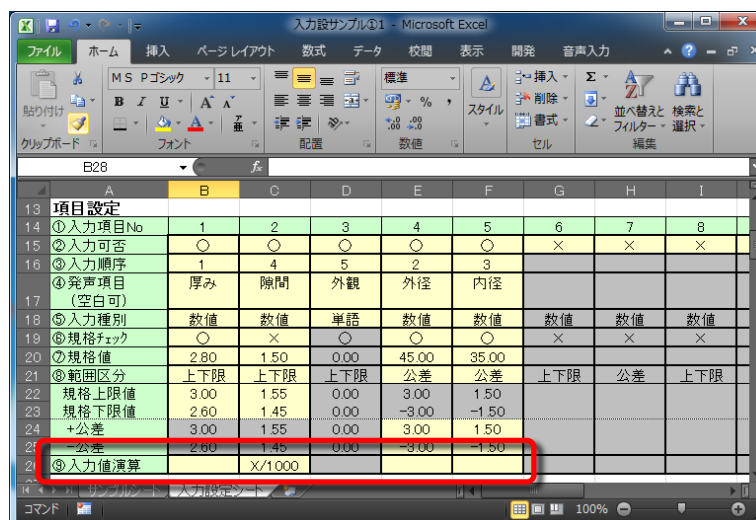 入力設サンプル①1 - Microsoft Excel
ファイル ホーム 挿入 ページ レイアウト 数式 データ 校閲 表示 開発 音声入力
MS Pゴシック 11 標準 挿入 Σ
貼り付け B I U A A % , スタイル 削除 並べ替えと フィルター 検索と 選択
A 亜 書式
クリップボード フォント 配置 数値 セル 編集
B28 fx
A B C D E F G H I
13 項目設定
14 ①入力項目No 1 2 3 4 5 6 7 8
15 ②入力可否 ○ ○ ○ ○ ○ × × ×
16 ③入力順序 1 4 5 2 3
④発声項目 厚み 隙間 外観 外径 内径
17 (空白可)
18 ⑤入力種別 数値 数値 単語 数値 数値 数値 数値 数値
19 ⑥規格チェック ○ × ○ ○ ○ × × ×
20 ⑦規格値 2.80 1.50 0.00 45.00 35.00
21 ⑧範囲区分 上下限 上下限 上下限 公差 公差 上下限 公差 上下限
22 規格上限値 3.00 1.55 0.00 3.00 1.50
23 規格下限値 2.60 1.45 0.00 -3.00 -1.50
24 +公差 3.00 1.55 0.00 3.00 1.50
25 -公差 2.60 1.45 0.00 -3.00 -1.50
26 ⑨入力値演算 X/1000
サンプルシート 入力設定シート
コマンド 100%